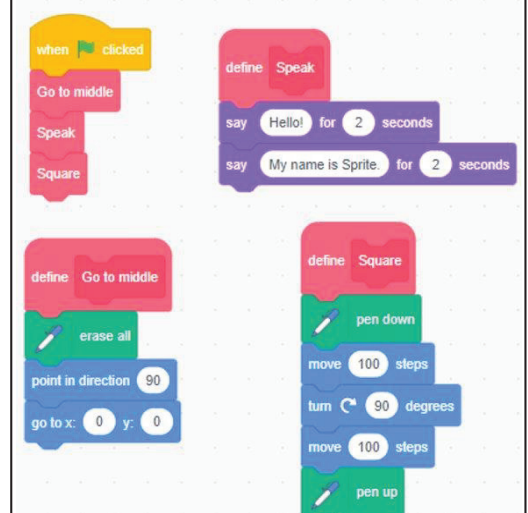 when clicked
Go to middle
Speak
Square
define Speak
say Hello! for 2 seconds
say My name is Sprite. for 2 seconds
define Go to middle
erase all
point in direction 90
go to x: 0 y: 0
define Square
pen down
move 100 steps
turn 90 degrees
move 100 steps
pen up